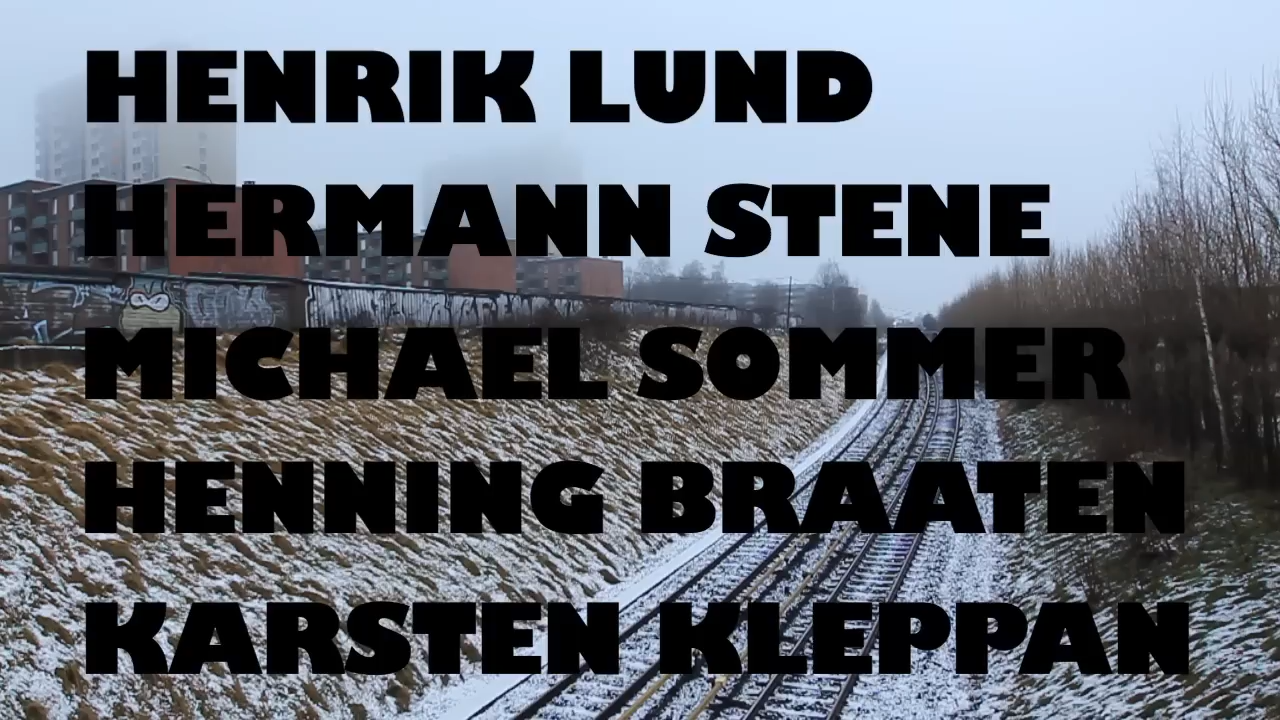 HENRIK LUND
HERMANN STENE
MICHAEL SOMMER
HENNING BRAATEN
KARSTEN KLEPPAN